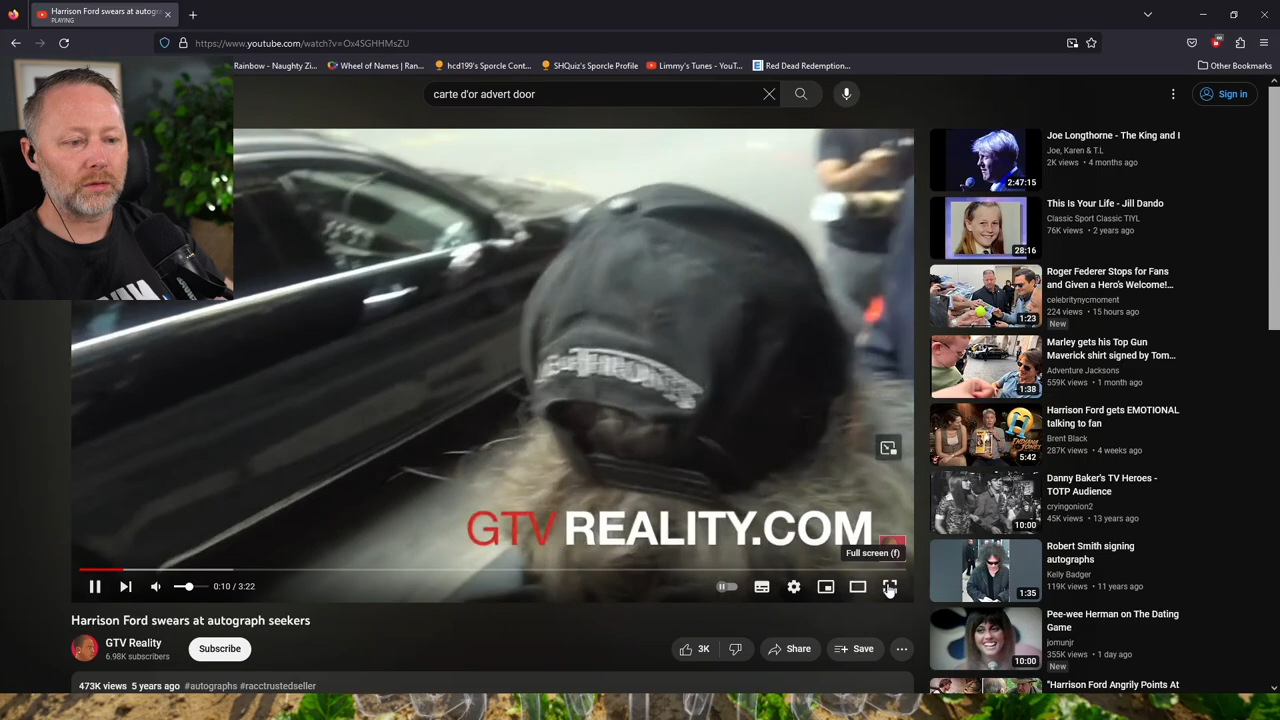 Harrison Ford swears at autogra
PLAYING
https://www.youtube.com/watch?v=Ox4SGHHMsZU
Rainbow - Naughty Zi...
Wheel of Names | Ran...
hcd199's Sporcle Cont...
SHQuiz's Sporcle Profile
Limmy's Tunes - YouT...
Red Dead Redemption...
Other Bookmarks
carte d'or advert door
Sign in
GTV REALITY.COM
Full screen (f)
0:10 / 3:22
Harrison Ford swears at autograph seekers
GTV Reality
6.98K subscribers
Subscribe
3K
Share
Save
473K views 5 years ago #autographs #racctrustedseller
2:47:15
Joe Longthorne - The King and I
Joe, Karen & T.L
2K views • 4 months ago
28:16
This Is Your Life - Jill Dando
Classic Sport Classic TIYL
76K views • 2 years ago
1:23
Roger Federer Stops for Fans
and Given a Hero's Welcome!...
celebritynycmoment
224 views • 15 hours ago
New
1:38
Marley gets his Top Gun
Maverick shirt signed by Tom...
Adventure Jacksons
559K views • 1 month ago
INDIANA JONES
5:42
Harrison Ford gets EMOTIONAL
talking to fan
Brent Black
287K views • 4 weeks ago
10:00
Danny Baker's TV Heroes -
TOTP Audience
cryingonion2
45K views • 13 years ago
1:35
Robert Smith signing
autographs
Kelly Badger
119K views • 11 years ago
10:00
Pee-wee Herman on The Dating
Game
jomunjr
355K views • 1 day ago
New
"Harrison Ford Angrily Points At